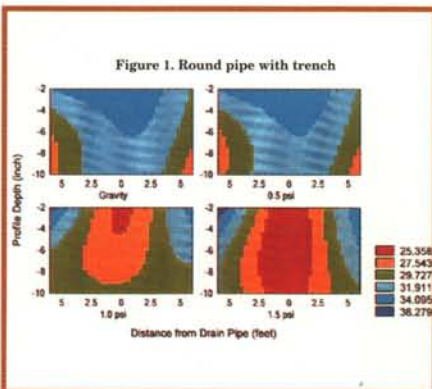 Figure 1. Round pipe with trench
Profile Depth (inch)
-2
-4
-6
-8
-10
5 2.5 0 2.5 5
Gravity
-2
-4
-6
-8
-10
5 2.5 0 2.5 5
0.5 psi
-2
-4
-6
-8
-10
5 2.5 0 2.5 5
1.0 psi
-2
-4
-6
-8
-10
5 2.5 0 2.5 5
1.5 psi
25.358
27.543
29.727
31.911
34.095
36.279
Distance from Drain Pipe (feet)